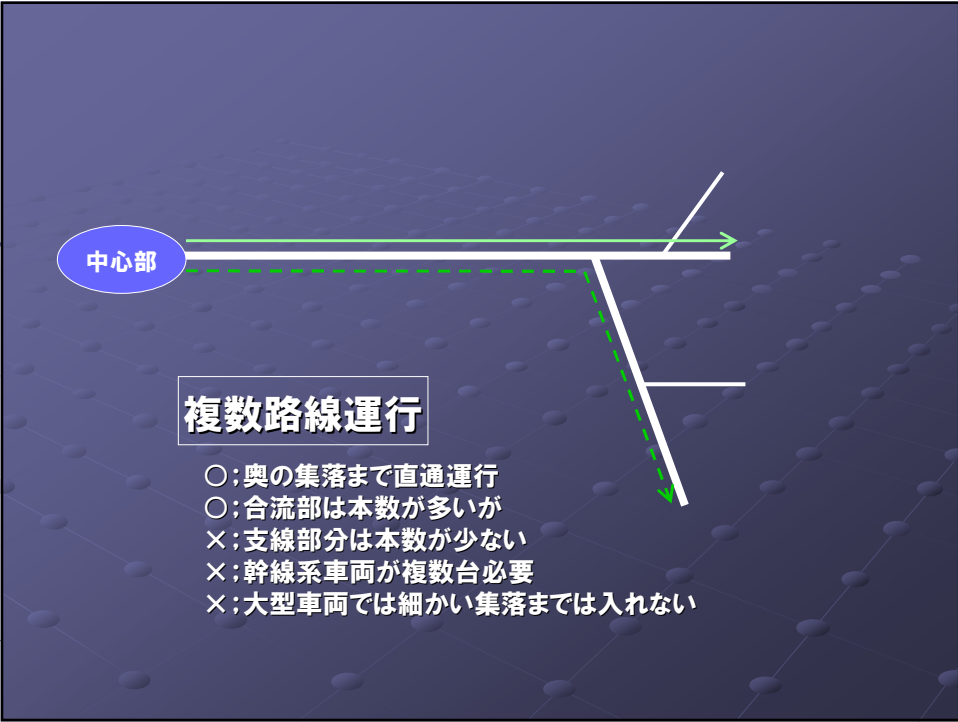 中心部
複数路線運行
○;奥の集落まで直通運行
○;合流部は本数が多いが
×;支線部分は本数が少ない
×;幹線系車両が複数台必要
×;大型車両では細かい集落までは入れない